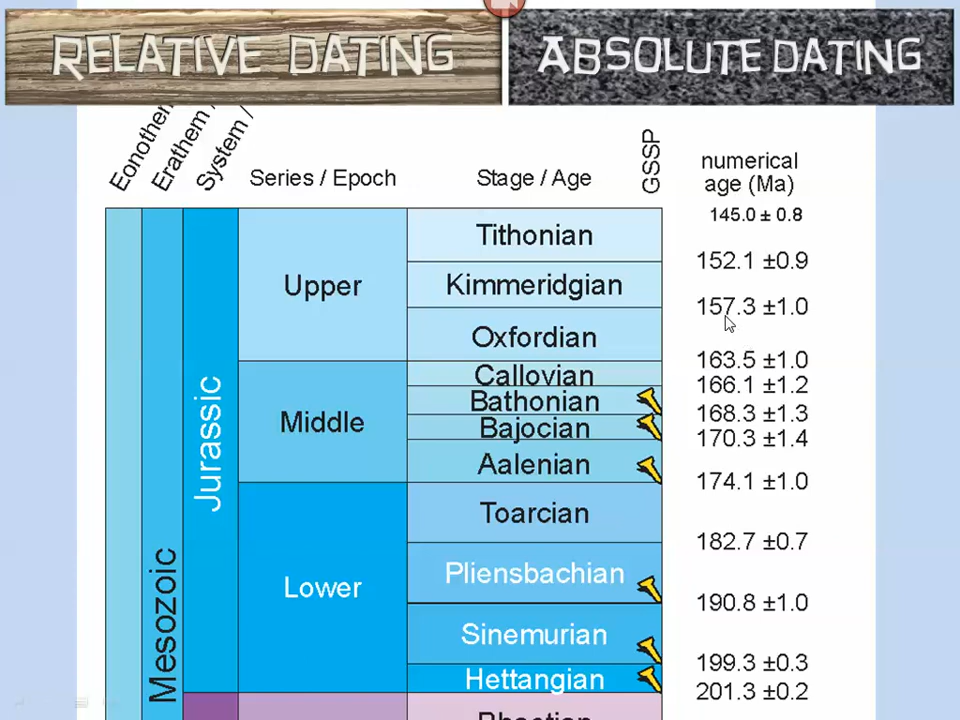 RELATIVE DATING
ABSOLUTE DATING
Eonothem
Erathem /
System /
Series / Epoch
Stage / Age
GSSP
numerical
age (Ma)
145.0 ± 0.8
Tithonian
152.1 ±0.9
Upper
Kimmeridgian
157.3 ±1.0
Oxfordian
163.5 ±1.0
Callovian
166.1 ±1.2
Bathonian
168.3 ±1.3
Middle
Bajocian
170.3 ±1.4
Aalenian
174.1 ±1.0
Jurassic
Toarcian
182.7 ±0.7
Pliensbachian
190.8 ±1.0
Lower
Sinemurian
199.3 ±0.3
Hettangian
201.3 ±0.2
Mesozoic